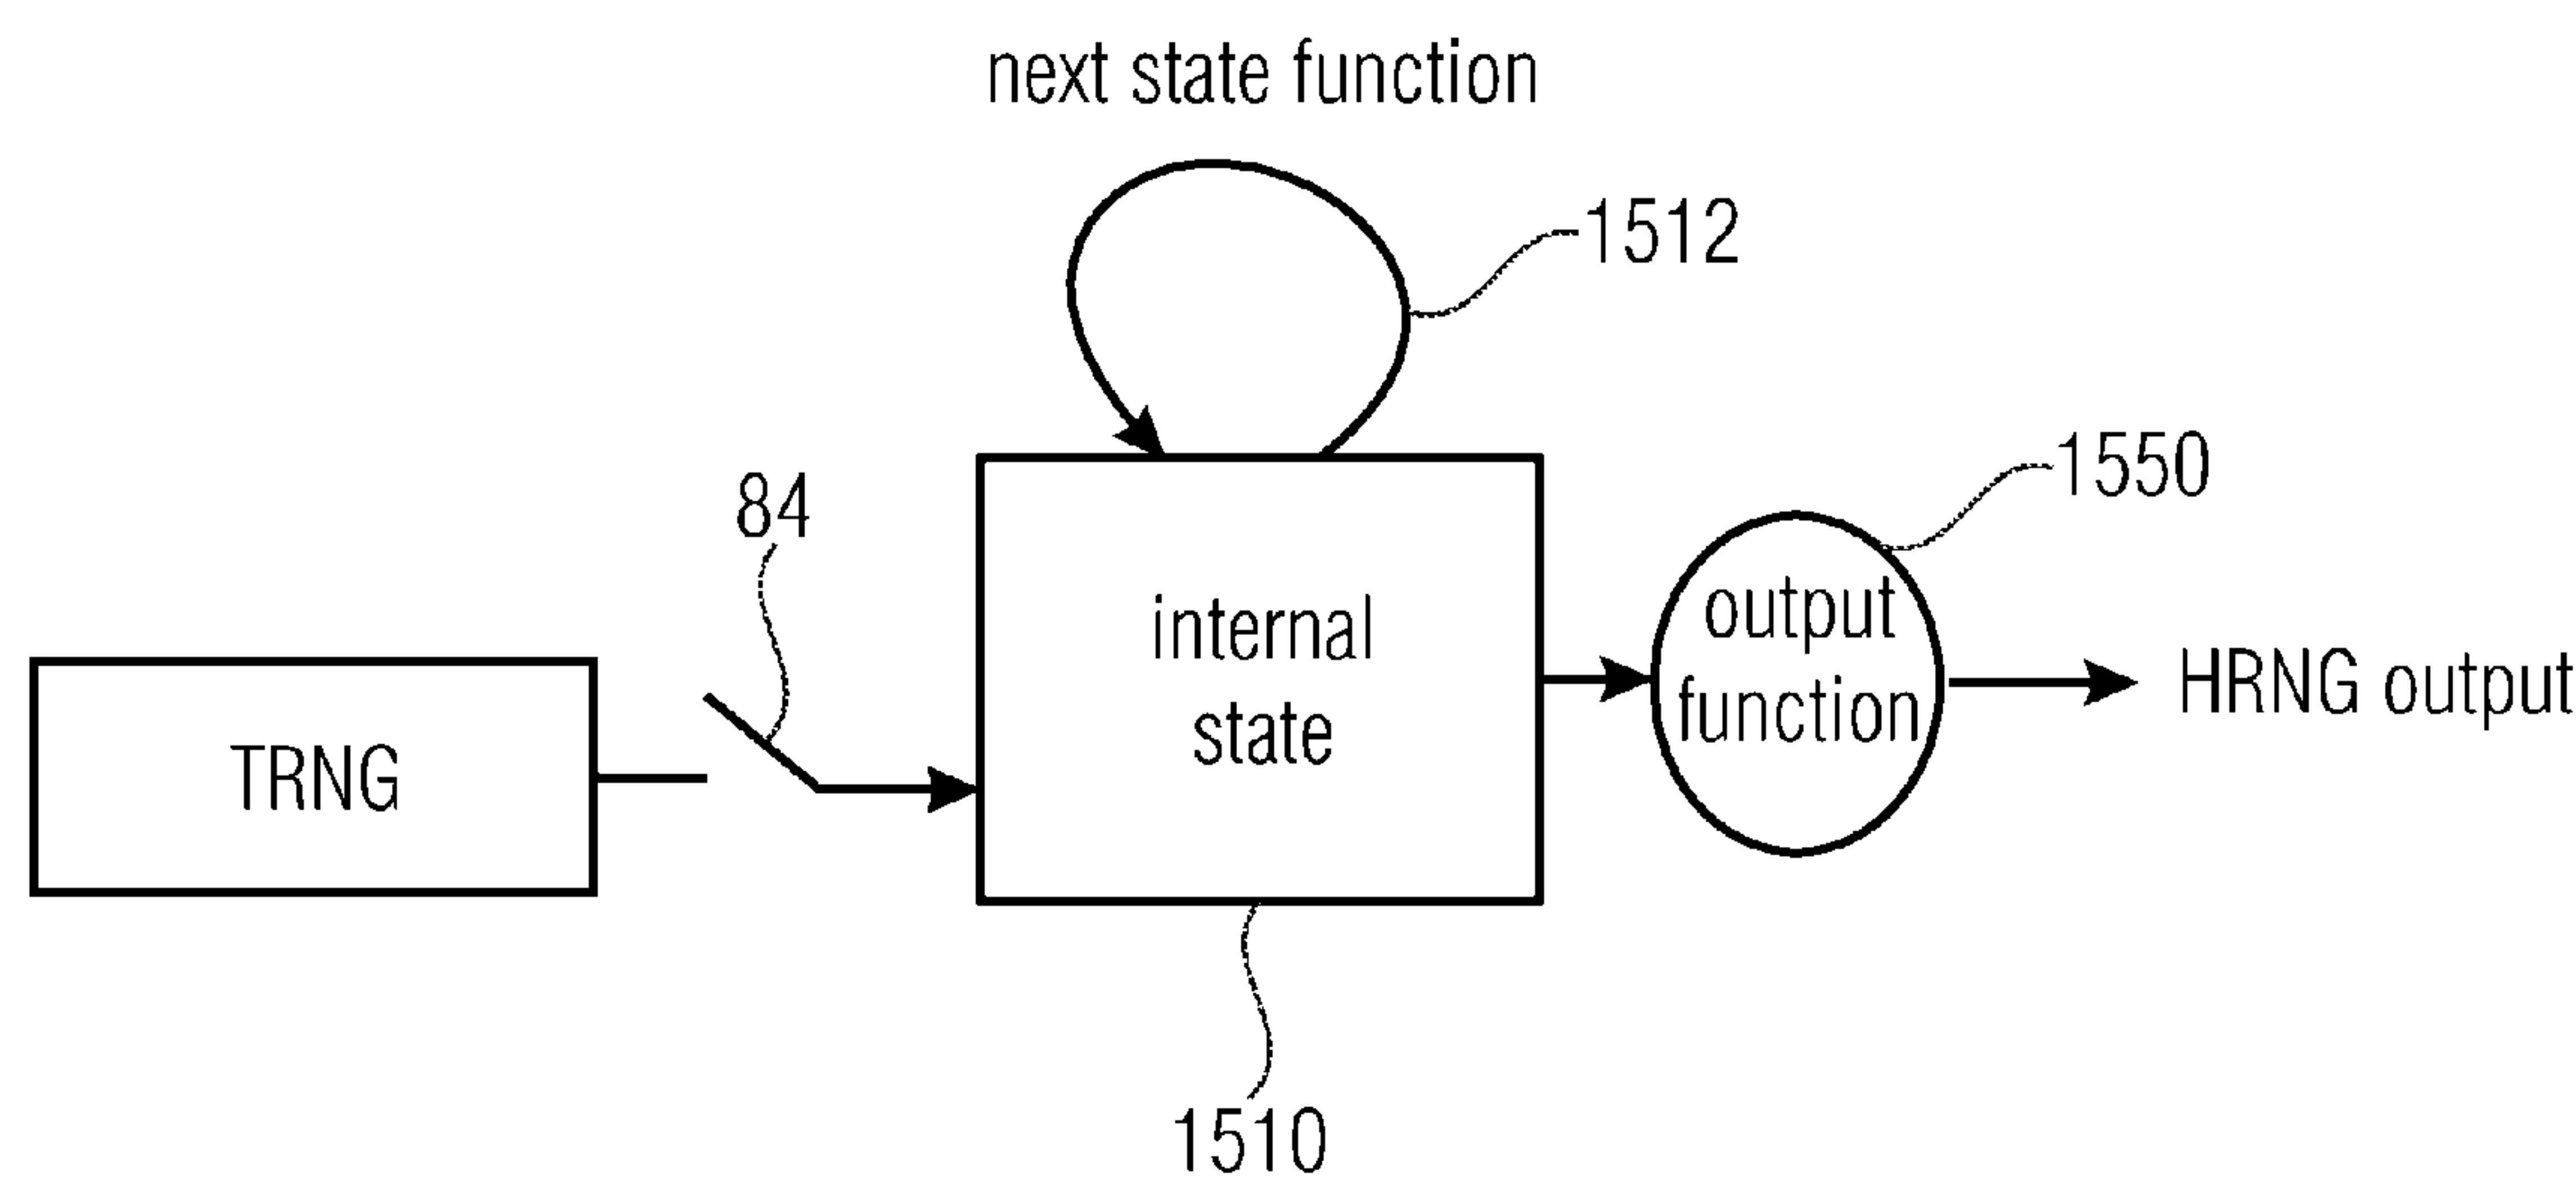 next state function
1512
1550
84
internal
state
output
function
HRNG output
TRNG
1510